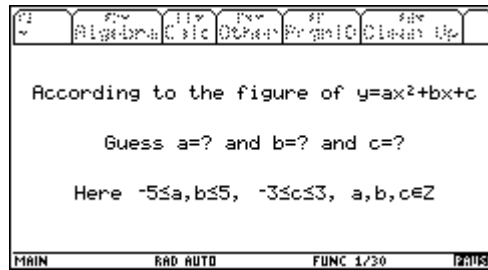 Algebra Calc Other PrgmIO Clean Up
According to the figure of y=ax²+bx+c
Guess a=? and b=? and c=?
Here ⁻5≤a,b≤5, ⁻3≤c≤3, a,b,c∈Z
MAIN RAD AUTO FUNC 1/30 PAUS